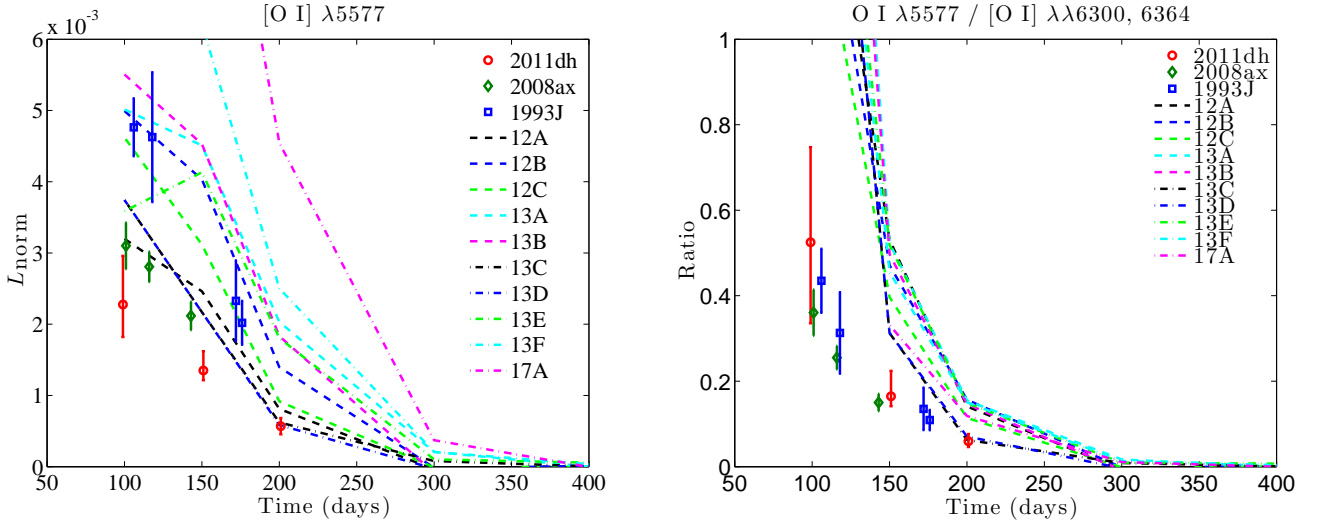 [O I] λ5577
x 10⁻³
6
5
4
3
2
1
0
50
100
150
200
250
300
350
400
Time (days)
Lnorm
2011dh
2008ax
1993J
12A
12B
12C
13A
13B
13C
13D
13E
13F
17A
O I λ5577 / [O I] λλ6300, 6364
1
0.8
0.6
0.4
0.2
0
50
100
150
200
250
300
350
400
Time (days)
Ratio
2011dh
2008ax
1993J
12A
12B
12C
13A
13B
13C
13D
13E
13F
17A